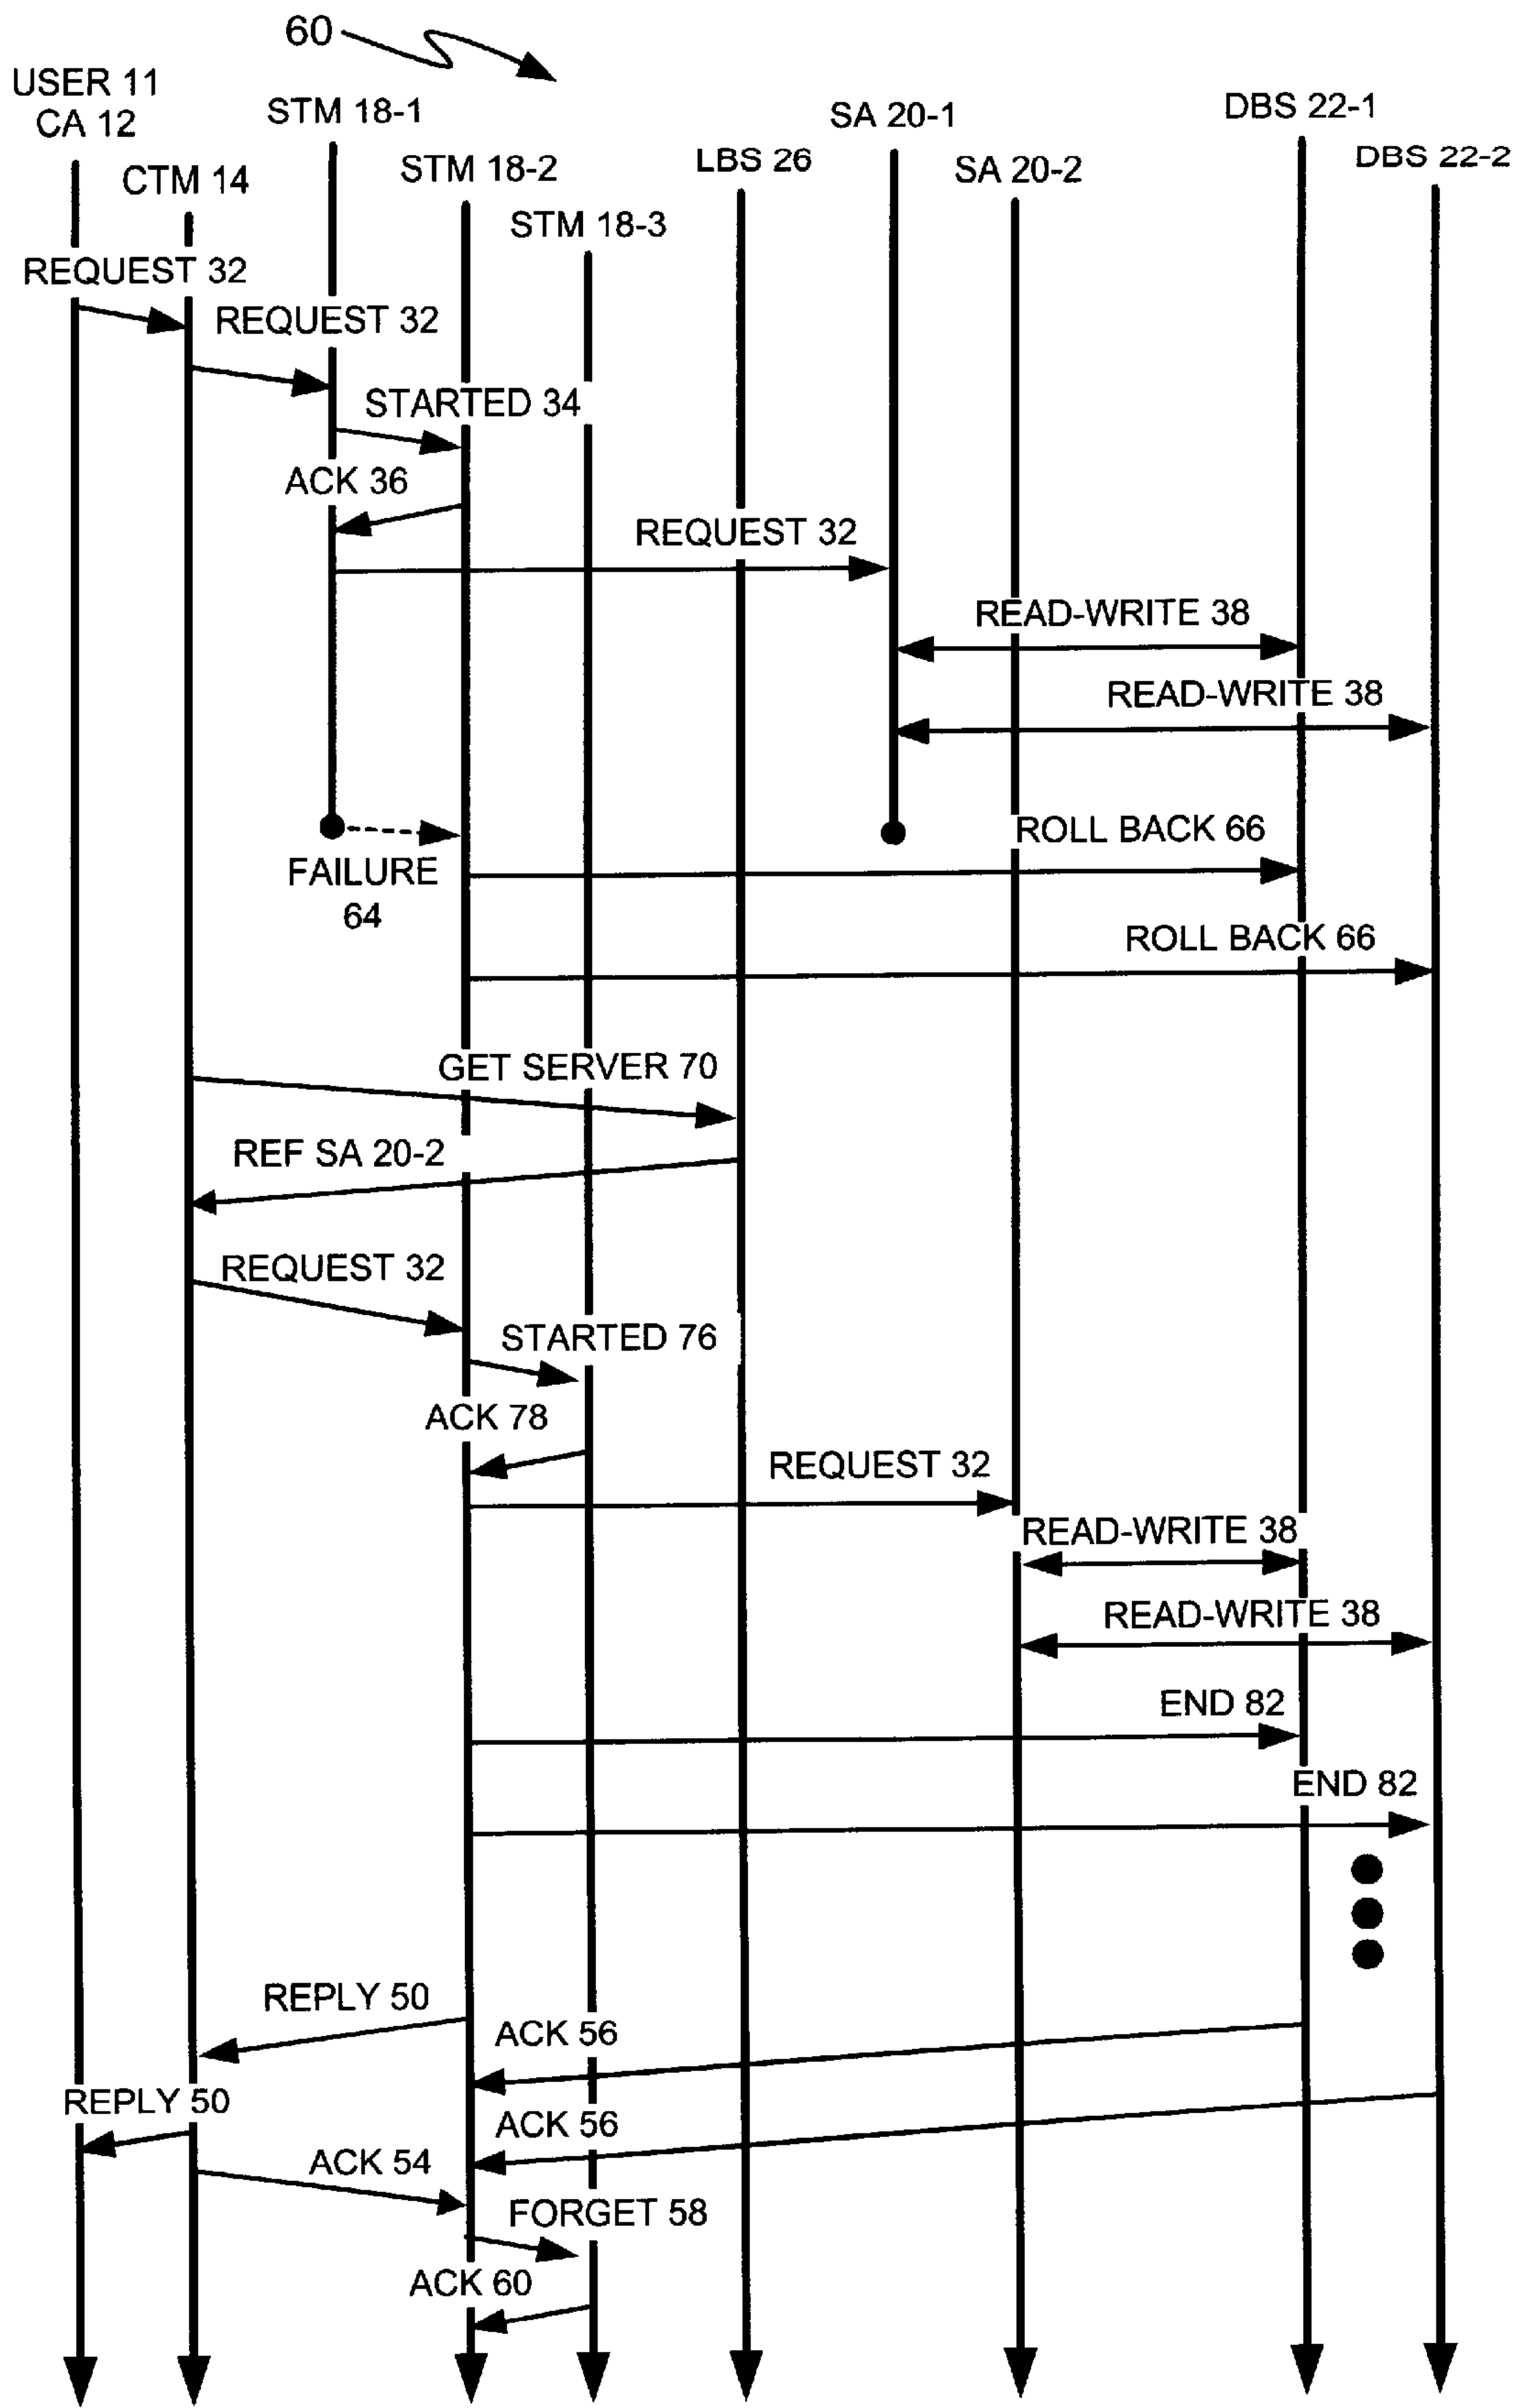 60
USER 11
CA 12
STM 18-1
SA 20-1
DBS 22-1
CTM 14
STM 18-2
LBS 26
SA 20-2
DBS 22-2
STM 18-3
REQUEST 32
REQUEST 32
STARTED 34
ACK 36
REQUEST 32
READ-WRITE 38
READ-WRITE 38
ROLL BACK 66
FAILURE
64
ROLL BACK 66
GET SERVER 70
REF SA 20-2
REQUEST 32
STARTED 76
ACK 78
REQUEST 32
READ-WRITE 38
READ-WRITE 38
END 82
END 82
REPLY 50
ACK 56
REPLY 50
ACK 56
ACK 54
FORGET 58
ACK 60